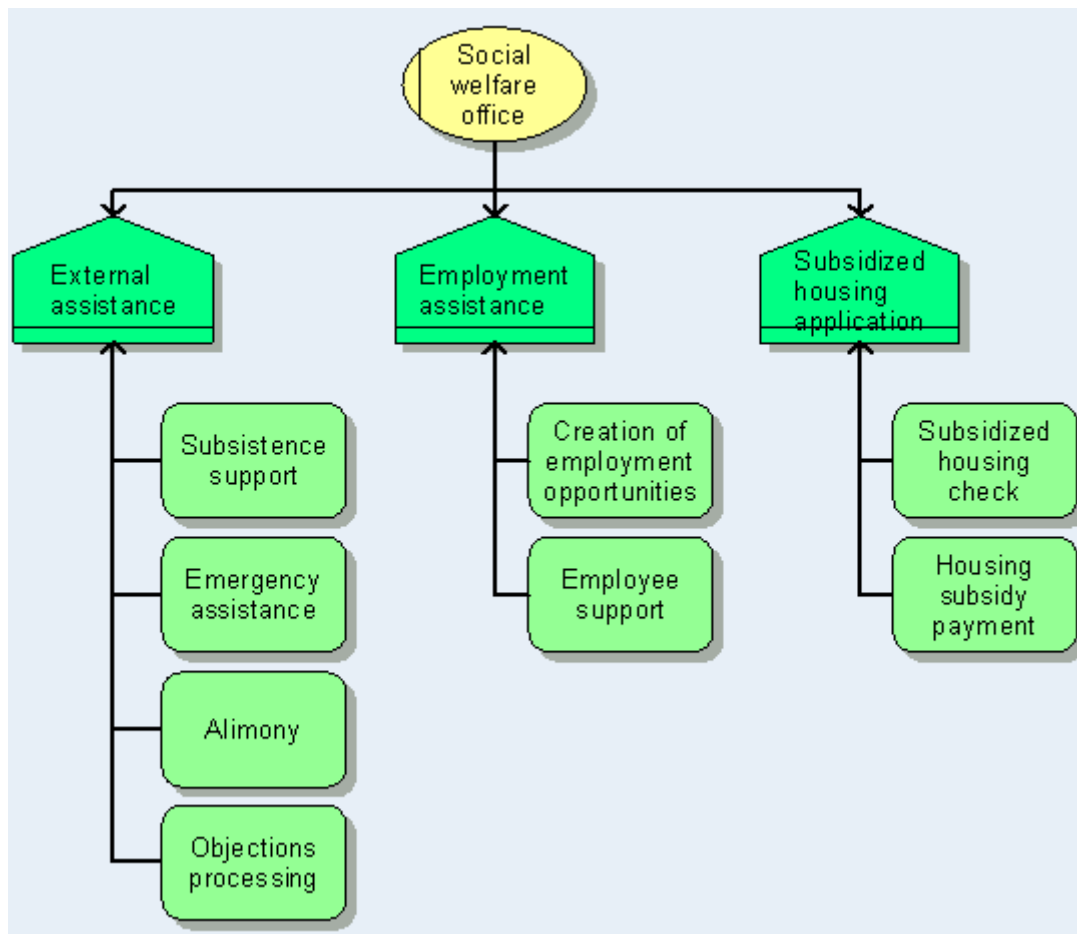 Social
welfare
office
External
assistance
Employment
assistance
Subsidized
housing
application
Subsistence
support
Emergency
assistance
Alimony
Objections
processing
Creation of
employment
opportunities
Employee
support
Subsidized
housing
check
Housing
subsidy
payment